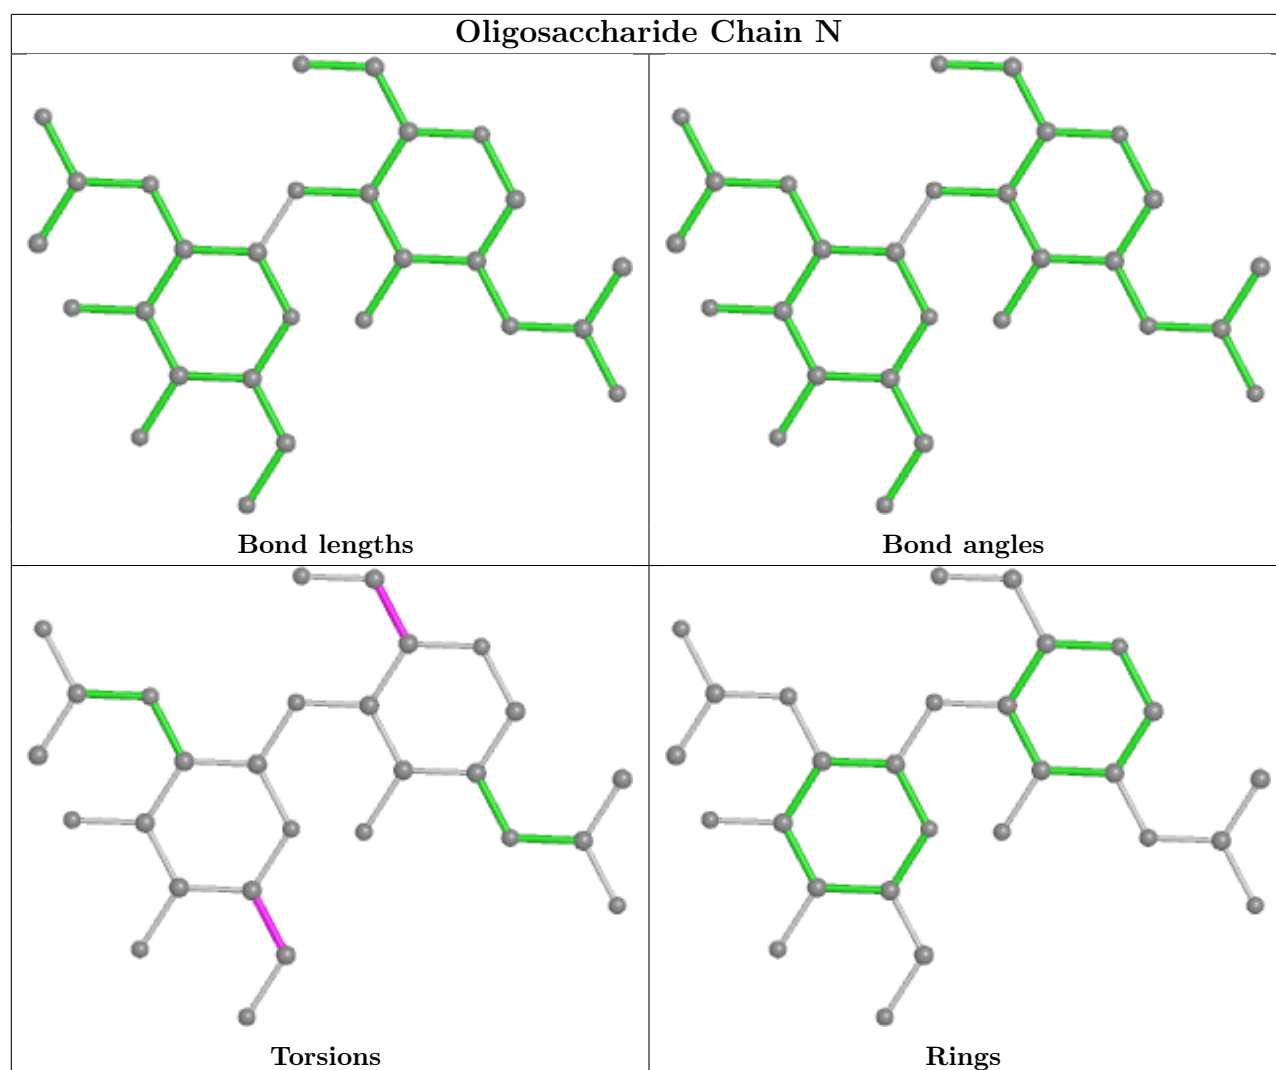 Oligosaccharide Chain N
Bond lengths
Bond angles
Torsions
Rings